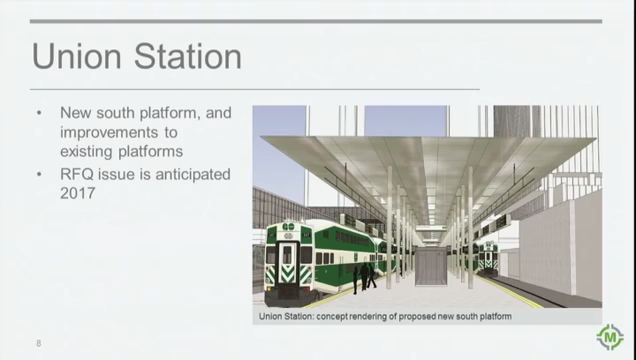 Union Station
• New south platform, and
improvements to
existing platforms
• RFQ issue is anticipated
2017
Union Station: concept rendering of proposed new south platform
8
M